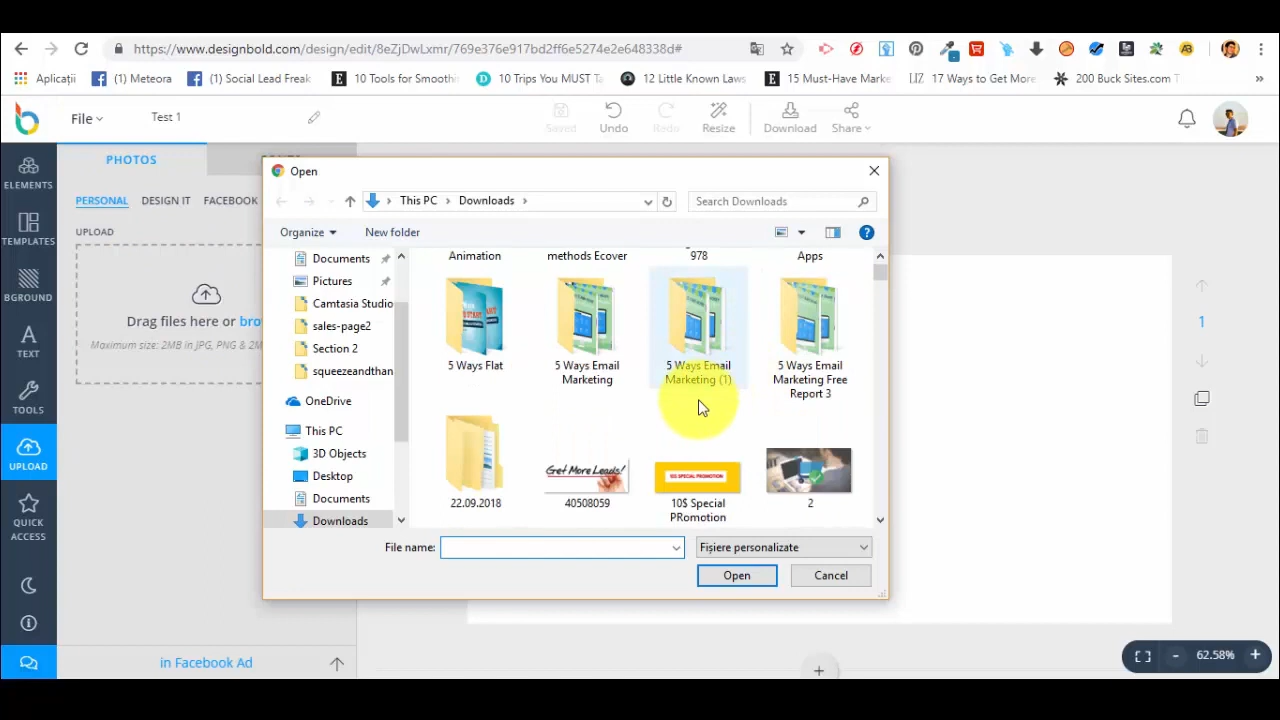 https://www.designbold.com/design/edit/8eZjDwLxmr/769e376e917bd2ff6e5274e2e648338d#
Aplicații
(1) Meteora
(1) Social Lead Freak
10 Tools for Smoothi
10 Trips You MUST Ta
12 Little Known Laws
15 Must-Have Marke
17 Ways to Get More
200 Buck Sites.com T
»
File
Test 1
Saved
Undo
Redo
Resize
Download
Share
PHOTOS
PERSONAL
DESIGN IT
FACEBOOK
UPLOAD
Drag files here or bro
Maximum size: 2MB in JPG, PNG & 2M
ELEMENTS
TEMPLATES
BGROUND
TEXT
TOOLS
UPLOAD
QUICK
ACCESS
in Facebook Ad
Open
This PC
Downloads
Search Downloads
Organize
New folder
Documents
Pictures
Camtasia Studio
sales-page2
Section 2
squeezeandthan
OneDrive
This PC
3D Objects
Desktop
Documents
Downloads
Animation
methods Ecover
978
Apps
5 Ways Flat
5 Ways Email
Marketing
5 Ways Email
Marketing (1)
5 Ways Email
Marketing Free
Report 3
22.09.2018
Get More Leads!
40508059
10$ SPECIAL PROMOTION
10$ Special
PRomotion
2
File name:
Fișiere personalizate
Open
Cancel
1
62.58%